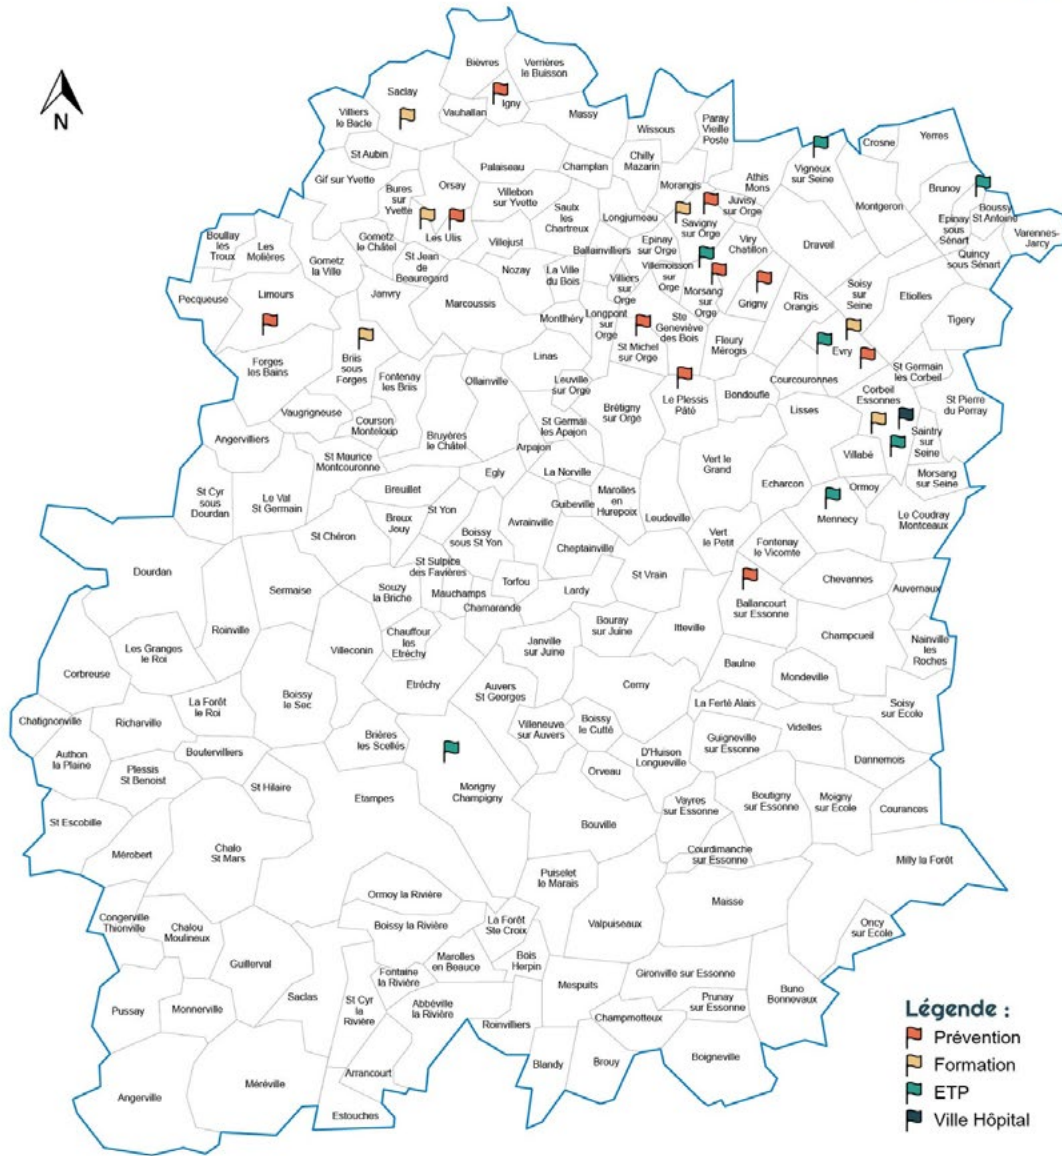 Bièvres
Verrières
le Buisson
Saclay
Igny
Vauhallan
Villiers
le Bacle
Massy
Wissous
Paray
Vieille
Poste
Crosne
Yerres
St Aubin
Palaiseau
Champlan
Chilly
Mazarin
Vigneux
sur Seine
Gif sur Yvette
Bures
sur
Yvette
Orsay
Villebon
sur Yvette
Morangis
Athis
Mons
Brunoy
Montgeron
Saulx
les
Chartreux
Longjumeau
Savigny
sur Orge
Juvisy
sur Orge
Boussy
St Antoine
Epinay
sous
Sénart
Varennes-
Jarcy
Boullay
les
Troux
Les
Molières
Gometz
le Châtel
Les Ulis
Villejust
Ballainvilliers
Epinay
sur Orge
Viry
Chatillon
Draveil
Quincy
sous Sénart
Gometz
la Ville
St Jean
de
Beauregard
Nozay
La Ville
du Bois
Villiers
sur
Orge
Villemoisson
sur
Orge
Morsang
sur
Orge
Grigny
Ris
Orangis
Soisy
sur
Seine
Etiolles
Pecqueuse
Limours
Janvry
Marcoussis
Montlhéry
Longpont
sur
Orge
Ste
Geneviève
des Bois
Tigery
Forges
les Bains
Briis
sous
Forges
Fontenay
les Briis
Linas
St Michel
sur Orge
Fleury
Mérogis
Evry
Courcouronnes
St Germain
les Corbeil
Ollainville
Leuville
sur Orge
Le Plessis
Pâté
Bondoufle
Corbeil
Essonnes
St Pierre
du Perray
Vaugrigneuse
Courson
Monteloup
Brétigny
sur Orge
Lisses
Angervilliers
Bruyères
le Châtel
St Germai
les Apajon
Arpajon
Saintry
sur
Seine
St Maurice
Montcouronne
Vert le
Grand
Villabé
Egly
La Norville
Echarcon
Ormoy
Morsang
sur Seine
St Cyr
sous
Dourdan
Le Val
St Germain
Breuillet
St Yon
Guibeville
Marolles
en
Hurepoix
Leudeville
Mennecy
Le Coudray
Montceaux
Breux
Jouy
Boissy
sous St Yon
Avrainville
Vert
le Petit
Fontenay
le Vicomte
St Chéron
Cheptainville
Dourdan
Sermaise
St Sulpice
des Favières
Souzy
la Briche
Mauchamps
Torfou
Lardy
St Vrain
Ballancourt
sur Essonne
Chevannes
Auvernaux
Chamarande
Roinville
Les Granges
le Roi
Villeconin
Chauffour
les
Etréchy
Janville
sur Juine
Bouray
sur Juine
Itteville
Champcueil
Nainville
les
Roches
Corbreuse
Baulne
Mondeville
Etréchy
Auvers
St Georges
Cerny
Boissy
le Sec
La Forêt
le Roi
La Ferté Alais
Soisy
sur Ecole
Chatignonville
Richarville
Villeneuve
sur Auvers
Boissy
le Cutté
Videlles
Brières
les Scellés
Guigneville
sur Essonne
Authon
la Plaine
Boutervilliers
D'Huison
Longueville
Dannemois
Plessis
St Benoist
Orveau
St Hilaire
Morigny
Champigny
Etampes
Vayres
sur Essonne
Boutigny
sur Essonne
Moigny
sur Ecole
Courances
St Escobille
Bouville
Mérobert
Chalo
St Mars
Courdimanche
sur Essonne
Milly la Forêt
Puiselet
le Marais
Ormoy la Rivière
Maisse
Congerville
Thionville
Chalou
Moulineux
Boissy la Rivière
La Forêt
Ste Croix
Valpuiseaux
Oncy
sur Ecole
Guillerval
Marolles
en Beauce
Bois
Herpin
Fontaine
la Rivière
Gironville sur Essonne
Mespuits
Buno
Bonnevaux
Pussay
Monnerville
Saclas
St Cyr
la
Rivière
Abbéville
la Rivière
Prunay
sur Essonne
Roinvilliers
Champmotteux
Blandy
Brouy
Boigneville
Arrancourt
Angerville
Méréville
Estouches
N
Légende :
Prévention
Formation
ETP
Ville Hôpital